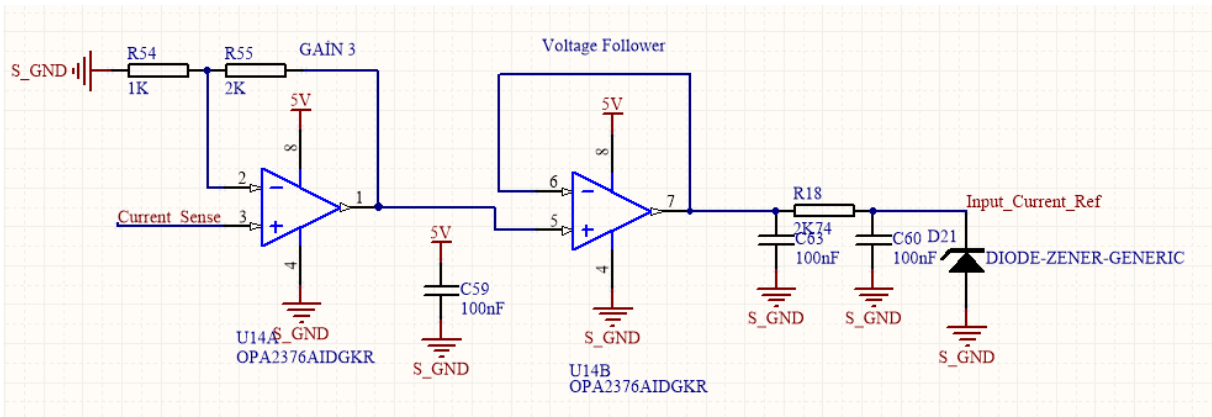 R54
R55
GAİN 3
S_GND
1K
2K
5V
8
2
3
1
4
Current_Sense
U14A
S_GND
OPA2376AIDGKR
5V
C59
100nF
S_GND
Voltage Follower
5V
8
6
5
7
4
S_GND
U14B
OPA2376AIDGKR
R18
2K74
C63
100nF
S_GND
C60
100nF
S_GND
Input_Current_Ref
D21
DIODE-ZENER-GENERIC
S_GND